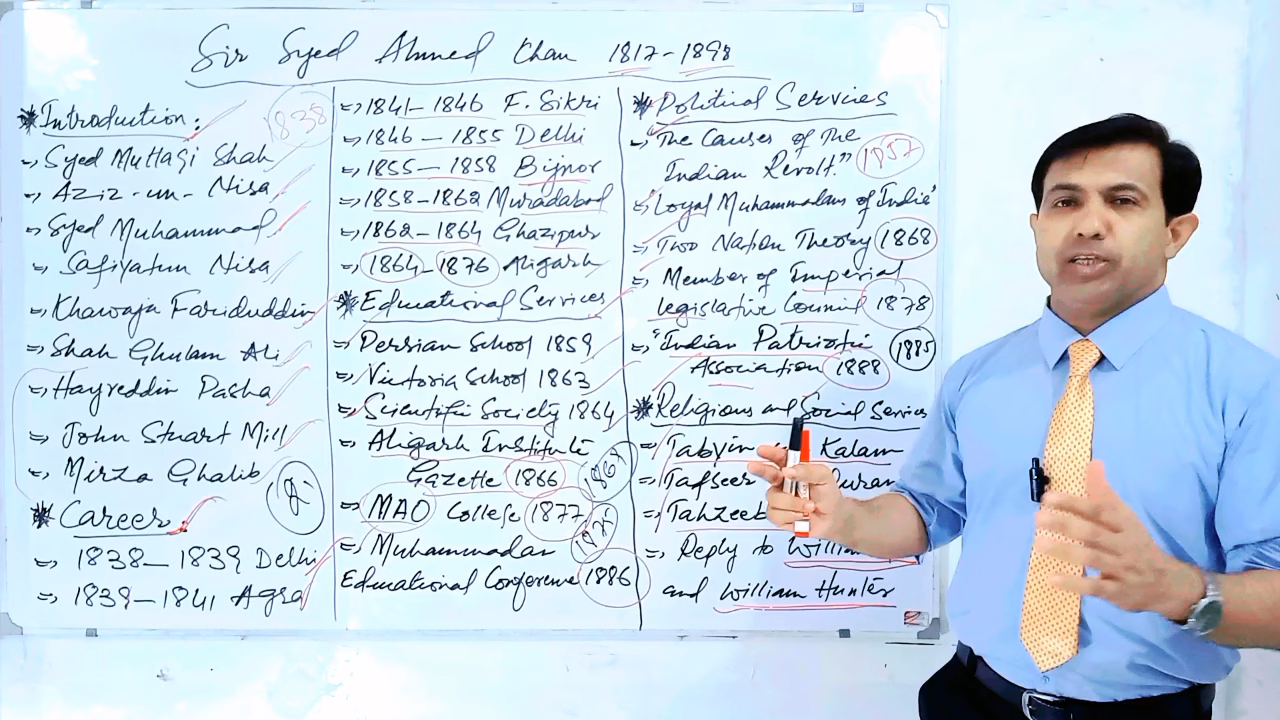 Sir Syed Ahmed Khan 1817-1898
*Introduction:
1838
=> Syed Muttaqi Shah
=> Aziz-un-Nisa
=> Syed Muhammad
=> Safiyatun Nisa
=> Khawaja Fariduddin
=> Shah Ghulam Ali
=> Hayreddin Pasha
=> John Stuart Mill
=> Mirza Ghalib
* Career:
=> 1838-1839 Delhi
=> 1839-1841 Agra
=> 1841-1846 F. Sikri
=> 1846-1855 Delhi
=> 1855-1858 Bijnor
=> 1858-1862 Muradabad
=> 1862-1864 Ghazipur
=> 1864-1876 Aligarh
* Educational Services
=> Persian School 1859
=> Victoria School 1863
=> Scientific Society 1864
=> Aligarh Institute
Gazette 1866
1869
=> MAO College 1877
=> Muhammadan
Educational Conference 1886
*Political Services
=> "The Causes of The
Indian Revolt."
1857
=> "Loyal Muhammadans of India"
=> Two Nation Theory 1868
=> Member of Imperial
legislative Council 1878
=> "Indian Patriotic
Association 1888
1885
*Religious and Social Services
=> Tabyin Kalam
=> Tafseer
=> Tahzeeb
=> Reply to William
and William Hunter